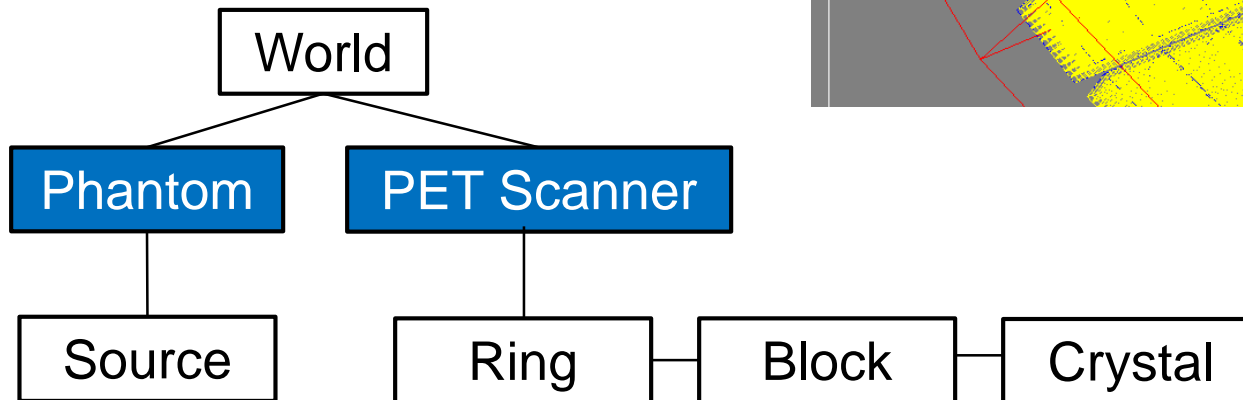 World
Phantom
PET Scanner
Source
Ring
Block
Crystal